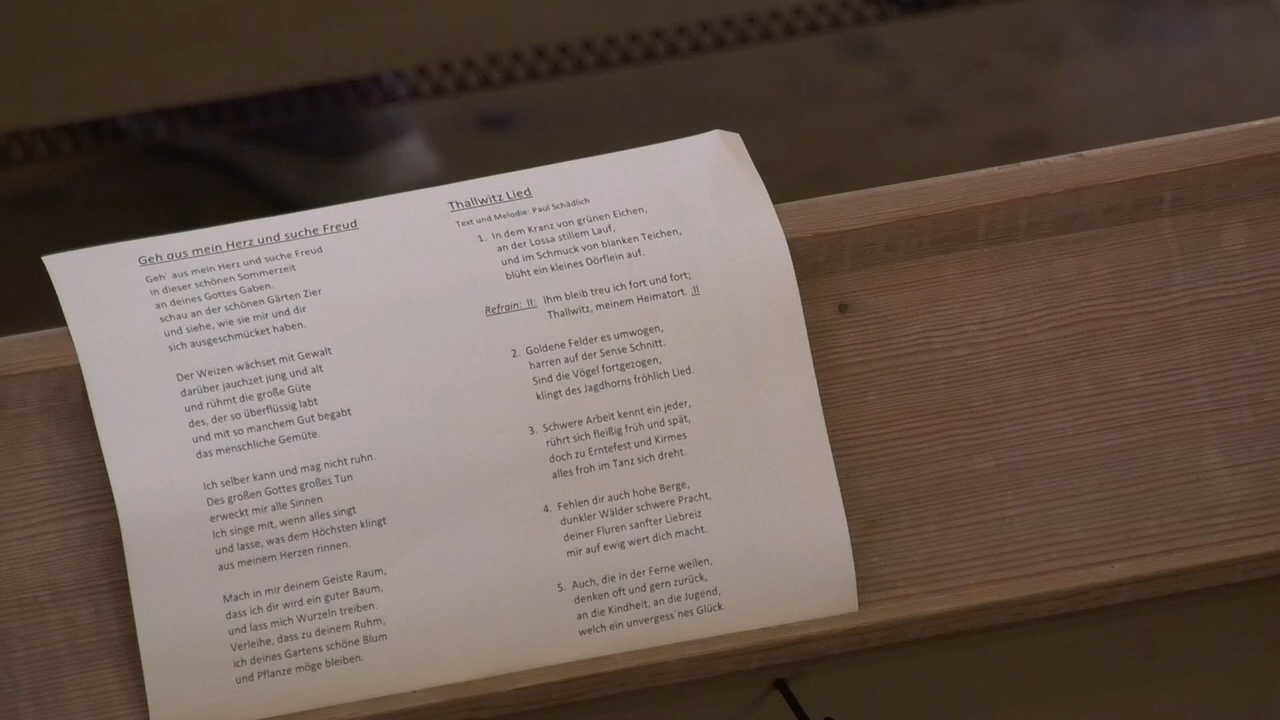 Geh aus mein Herz und suche Freud
Geh' aus mein Herz und suche Freud
in dieser schönen Sommerzeit
an deines Gottes Gaben.
schau an der schönen Gärten Zier
und siehe, wie sie mir und dir
sich ausgeschmücket haben.
Der Weizen wächset mit Gewalt
darüber jauchzet jung und alt
und rühmt die große Güte
des, der so überflüssig labt
und mit so manchem Gut begabt
das menschliche Gemüte.
Ich selber kann und mag nicht ruhn.
Des großen Gottes großes Tun
erweckt mir alle Sinnen
Ich singe mit, wenn alles singt
und lasse, was dem Höchsten klingt
aus meinem Herzen rinnen.
Mach in mir deinem Geiste Raum,
dass ich dir wird ein guter Baum,
und lass mich Wurzeln treiben.
Verleihe, dass zu deinem Ruhm,
ich deines Gartens schöne Blum
und Pflanze möge bleiben.
Thallwitz Lied
Text und Melodie: Paul Schädlich
1. In dem Kranz von grünen Eichen,
an der Lossa stillem Lauf,
und im Schmuck von blanken Teichen,
blüht ein kleines Dörflein auf.
Refrain: II: Ihm bleib treu ich fort und fort;
Thallwitz, meinem Heimatort. :II
2. Goldene Felder es umwogen,
harren auf der Sense Schnitt.
Sind die Vögel fortgezogen,
klingt des Jagdhorns fröhlich Lied.
3. Schwere Arbeit kennt ein jeder,
rührt sich fleißig früh und spät,
doch zu Erntefest und Kirmes
alles froh im Tanz sich dreht.
4. Fehlen dir auch hohe Berge,
dunkler Wälder schwere Pracht,
deiner Fluren sanfter Liebreiz
mir auf ewig wert dich macht.
5. Auch, die in der Ferne weilen,
denken oft und gern zurück,
an die Kindheit, an die Jugend,
welch ein unvergess´nes Glück.